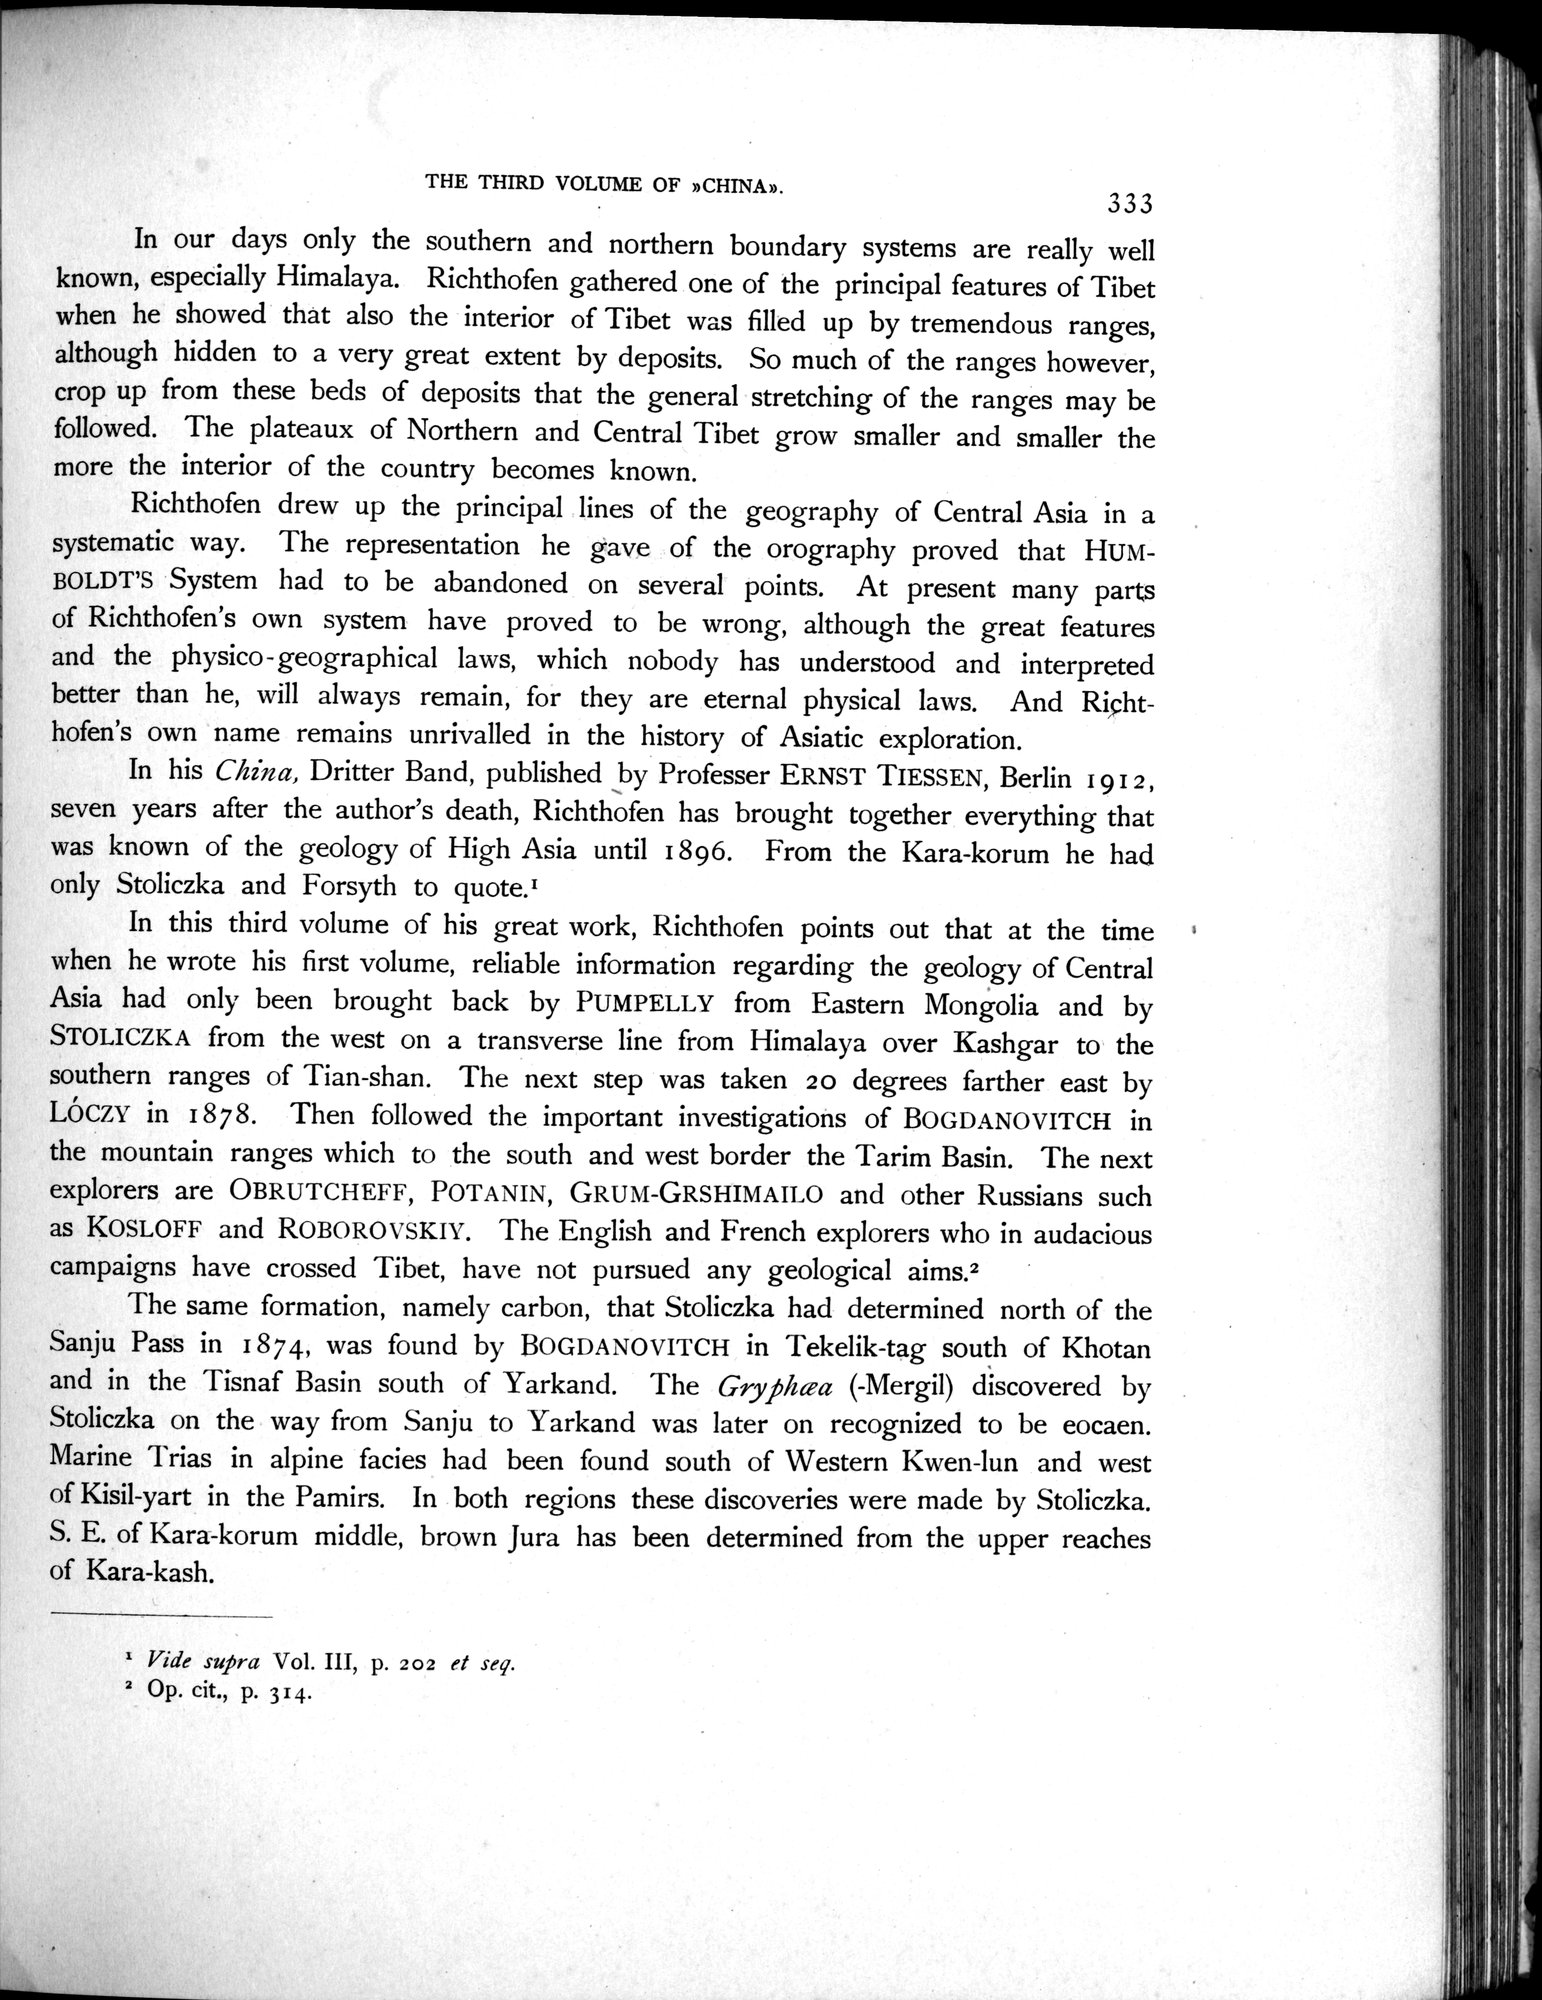 THE THIRD VOLUME OF »CHINA».
333
In our days only the southern and northern boundary systems are really well
known, especially Himalaya. Richthofen gathered one of the principal features of Tibet
when he showed that also the interior of Tibet was filled up by tremendous ranges,
although hidden to a very great extent by deposits. So much of the ranges however,
crop up from these beds of deposits that the general stretching of the ranges may be
followed. The plateaux of Northern and Central Tibet grow smaller and smaller the
more the interior of the country becomes known.
Richthofen drew up the principal lines of the geography of Central Asia in a
systematic way. The representation he gave of the orography proved that HUM-
BOLDT'S System had to be abandoned on several points. At present many parts
of Richthofen's own system have proved to be wrong, although the great features
and the physico-geographical laws, which nobody has understood and interpreted
better than he, will always remain, for they are eternal physical laws. And Richt-
hofen's own name remains unrivalled in the history of Asiatic exploration.
In his China, Dritter Band, published by Professer ERNST TIESSEN, Berlin 1912,
seven years after the author's death, Richthofen has brought together everything that
was known of the geology of High Asia until 1896. From the Kara-korum he had
only Stoliczka and Forsyth to quote.¹
In this third volume of his great work, Richthofen points out that at the time
when he wrote his first volume, reliable information regarding the geology of Central
Asia had only been brought back by PUMPELLY from Eastern Mongolia and by
STOLICZKA from the west on a transverse line from Himalaya over Kashgar to the
southern ranges of Tian-shan. The next step was taken 20 degrees farther east by
LÓCZY in 1878. Then followed the important investigations of BOGDANOVITCH in
the mountain ranges which to the south and west border the Tarim Basin. The next
explorers are OBRUTCHEFF, POTANIN, GRUM-GRSHIMAILO and other Russians such
as KOSLOFF and ROBOROVSKIY. The English and French explorers who in audacious
campaigns have crossed Tibet, have not pursued any geological aims.²
The same formation, namely carbon, that Stoliczka had determined north of the
Sanju Pass in 1874, was found by BOGDANOVITCH in Tekelik-tag south of Khotan
and in the Tisnaf Basin south of Yarkand. The Gryphæa (-Mergil) discovered by
Stoliczka on the way from Sanju to Yarkand was later on recognized to be eocaen.
Marine Trias in alpine facies had been found south of Western Kwen-lun and west
of Kisil-yart in the Pamirs. In both regions these discoveries were made by Stoliczka.
S. E. of Kara-korum middle, brown Jura has been determined from the upper reaches
of Kara-kash.
¹ Vide supra Vol. III, p. 202 et seq.
² Op. cit., p. 314.